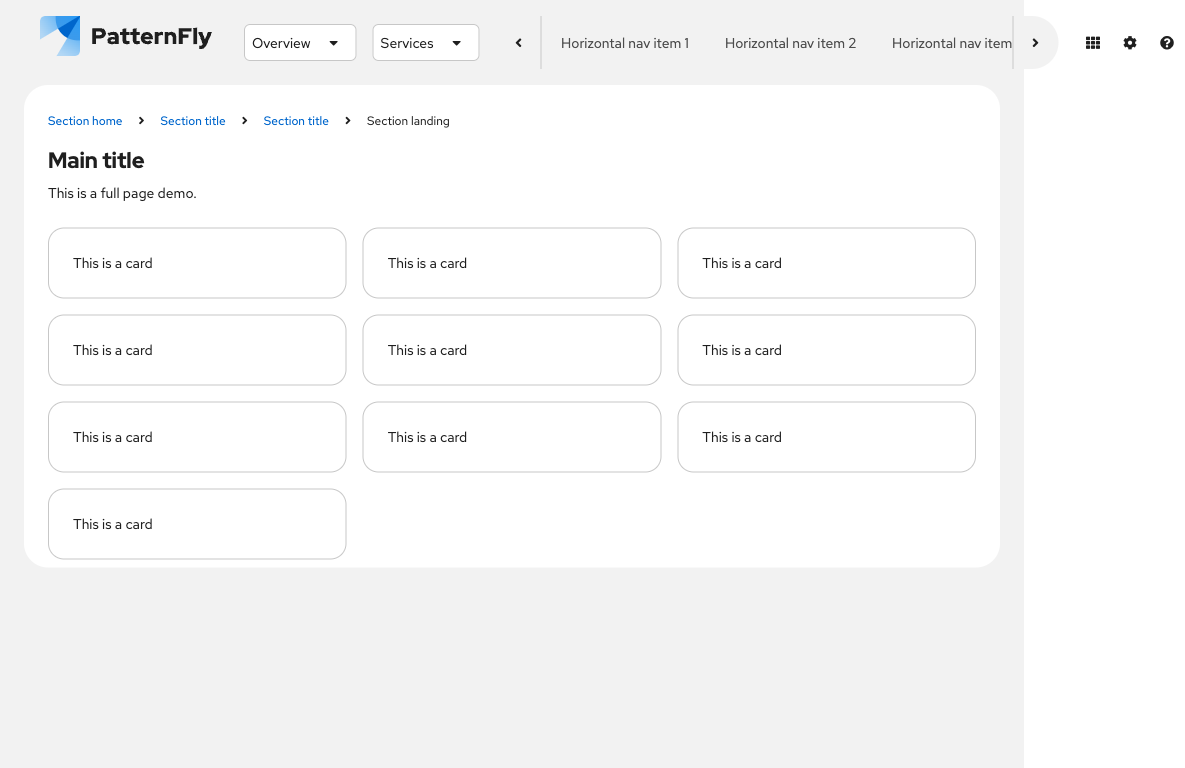 PatternFly
Overview
Services
Horizontal nav item 1
Horizontal nav item 2
Horizontal nav item
Section home
Section title
Section title
Section landing
Main title
This is a full page demo.
This is a card
This is a card
This is a card
This is a card
This is a card
This is a card
This is a card
This is a card
This is a card
This is a card